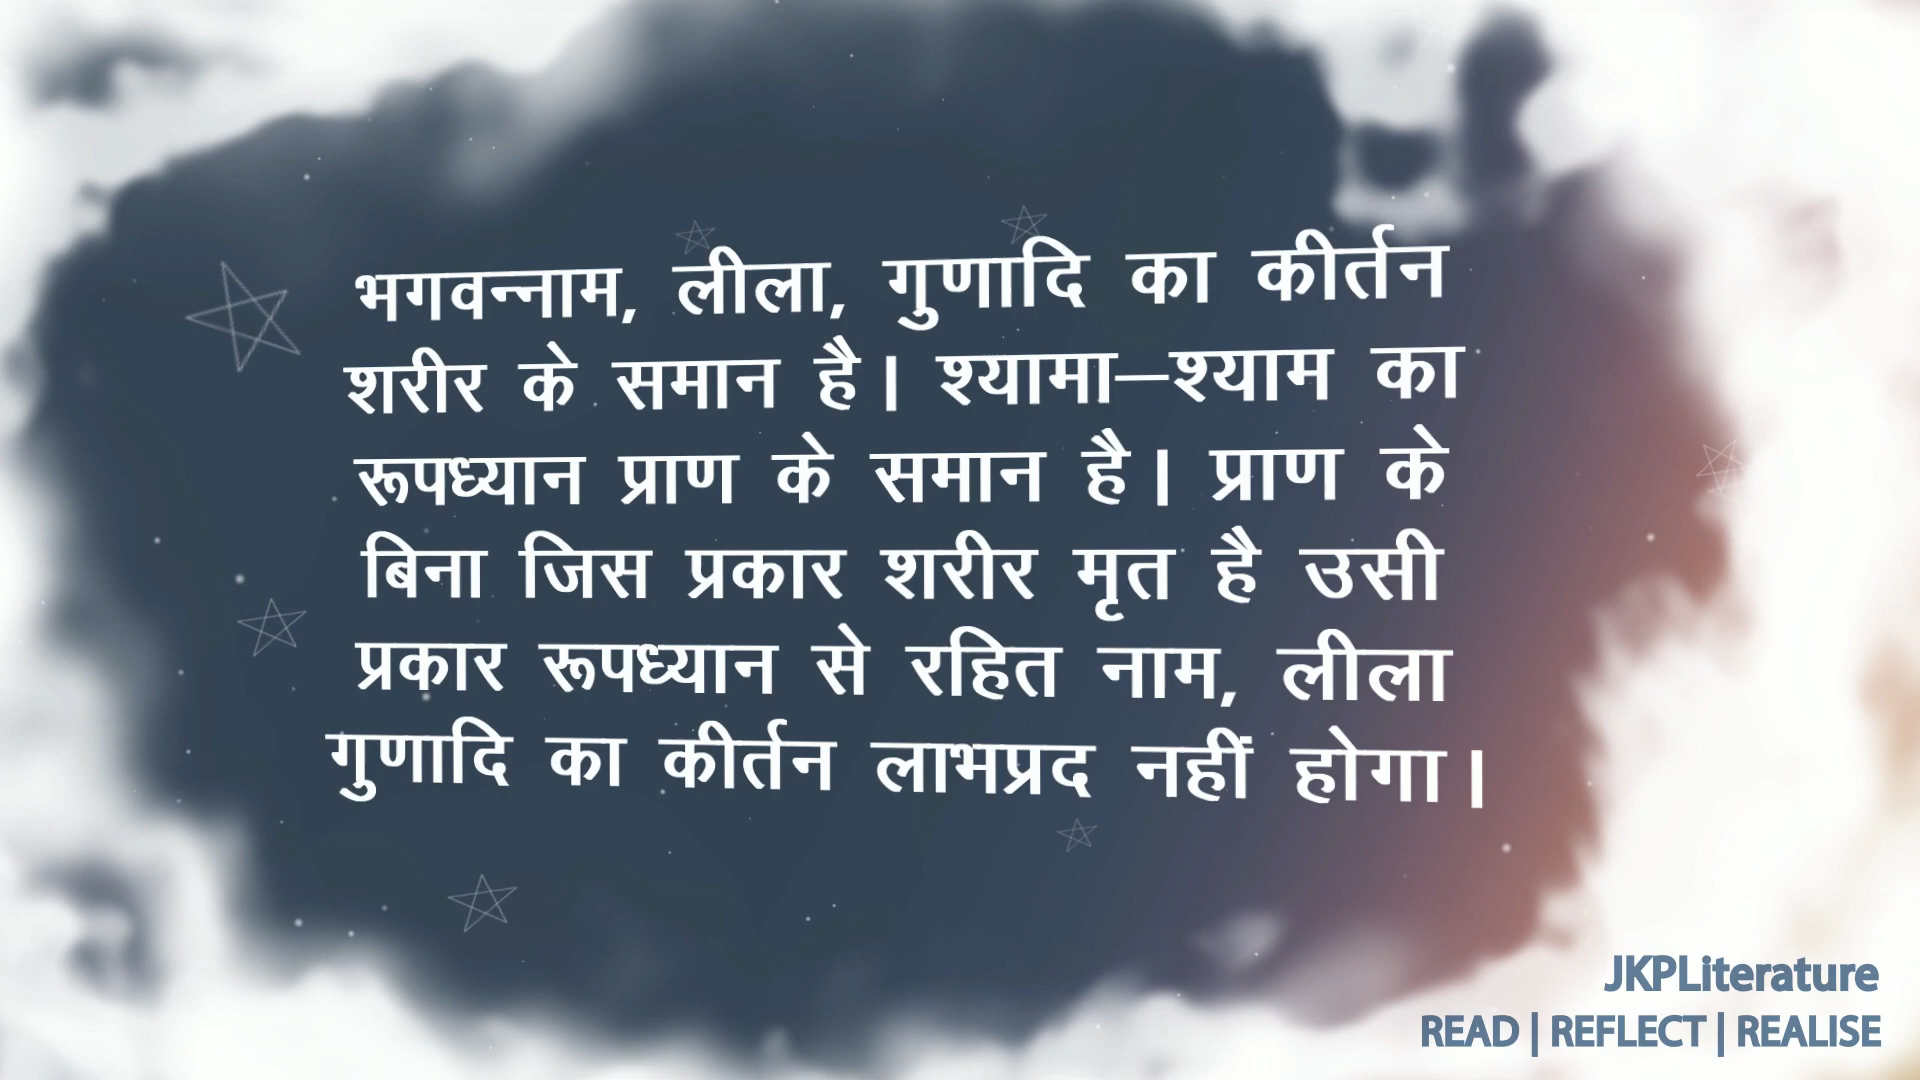 भगवन्नाम, लीला, गुणादि का कीर्तन
शरीर के समान है। श्यामा–श्याम का
रूपध्यान प्राण के समान है। प्राण के
बिना जिस प्रकार शरीर मृत है उसी
प्रकार रूपध्यान से रहित नाम, लीला
गुणादि का कीर्तन लाभप्रद नहीं होगा।
JKPLiterature
READ | REFLECT | REALISE